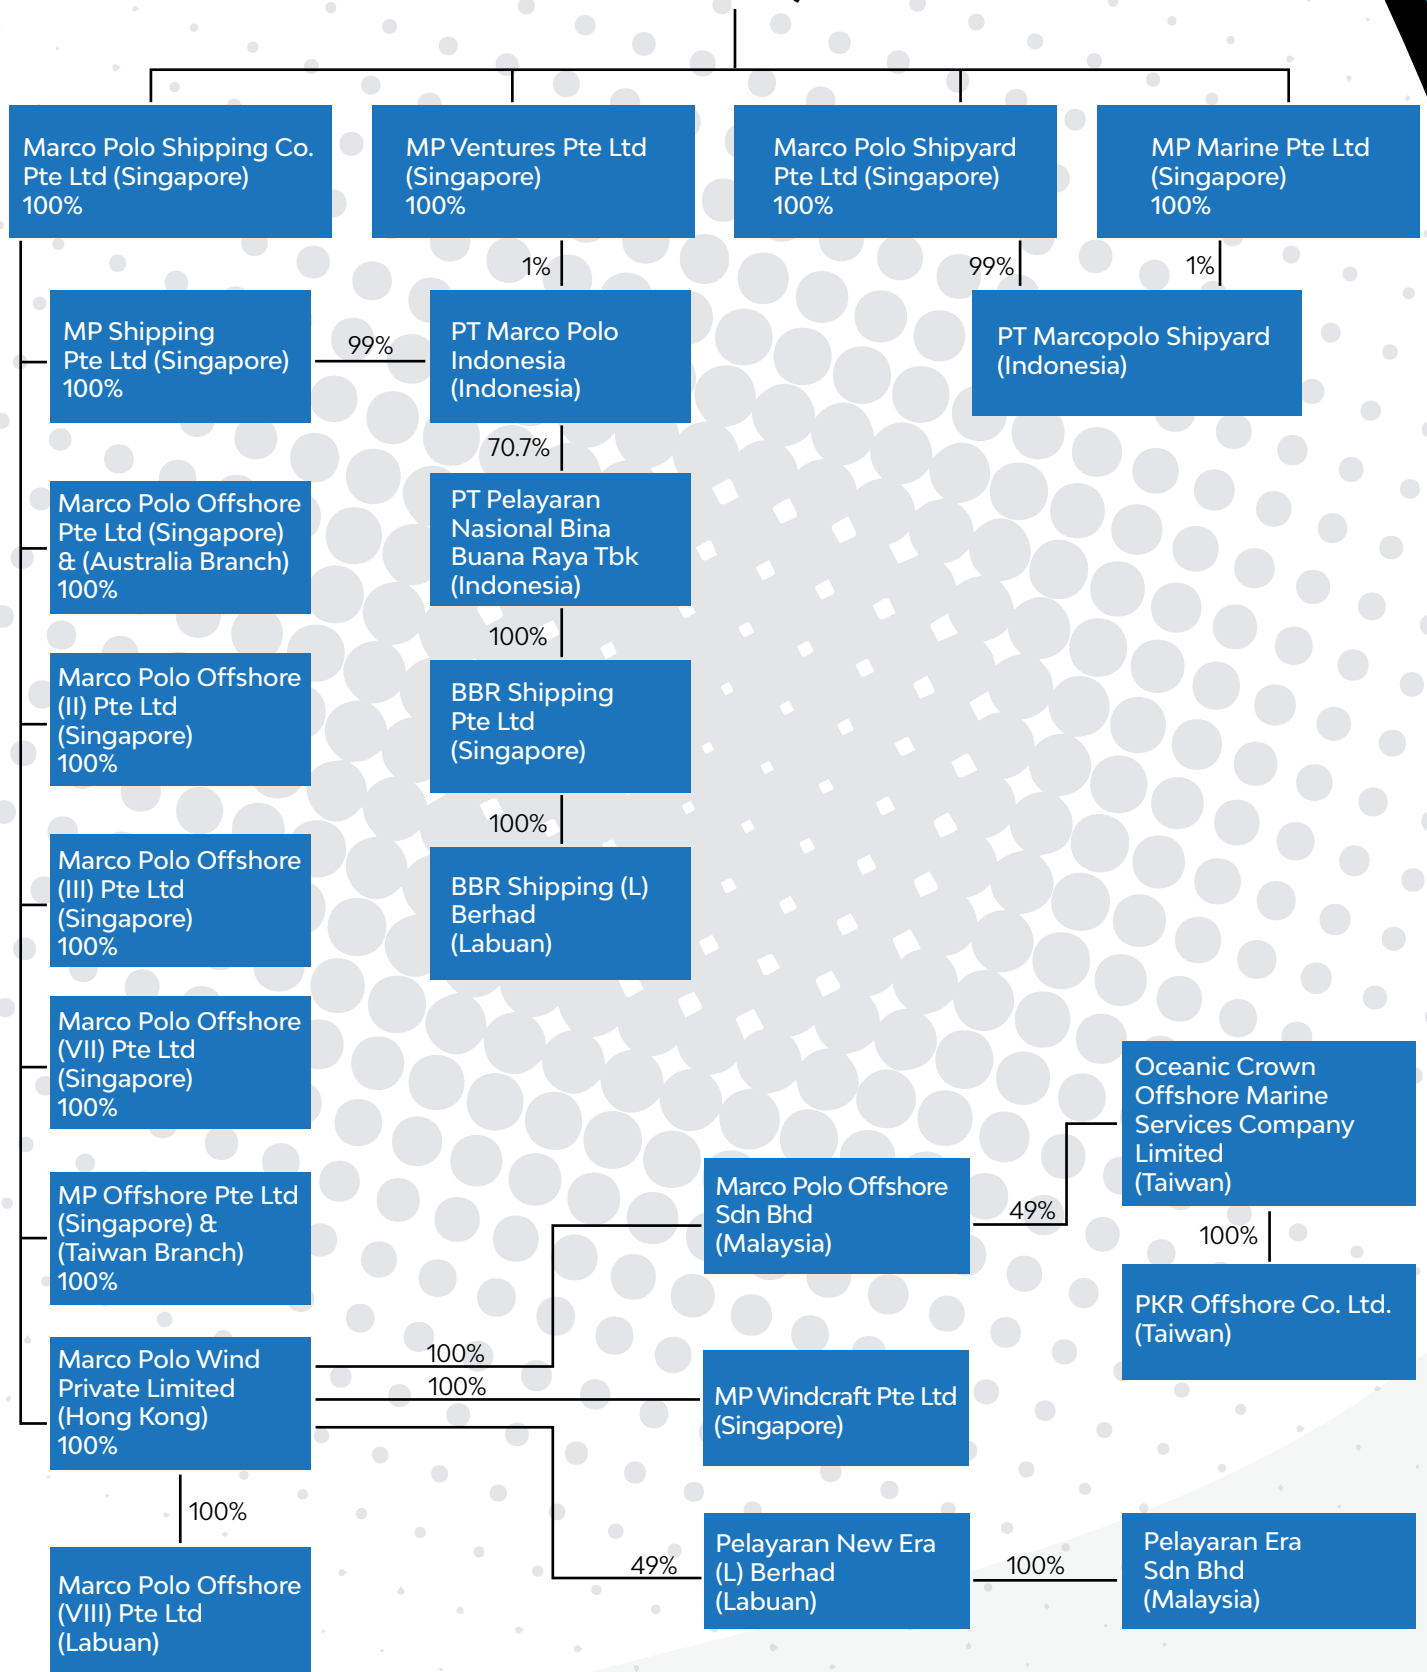 Marco Polo Shipping Co.
Pte Ltd (Singapore)
100%
MP Ventures Pte Ltd
(Singapore)
100%
Marco Polo Shipyard
Pte Ltd (Singapore)
100%
MP Marine Pte Ltd
(Singapore)
100%
1%
99%
1%
MP Shipping
Pte Ltd (Singapore)
100%
99%
PT Marco Polo
Indonesia
(Indonesia)
PT Marcopolo Shipyard
(Indonesia)
70.7%
Marco Polo Offshore
Pte Ltd (Singapore)
& (Australia Branch)
100%
PT Pelayaran
Nasional Bina
Buana Raya Tbk
(Indonesia)
100%
Marco Polo Offshore
(II) Pte Ltd
(Singapore)
100%
BBR Shipping
Pte Ltd
(Singapore)
100%
Marco Polo Offshore
(III) Pte Ltd
(Singapore)
100%
BBR Shipping (L)
Berhad
(Labuan)
Marco Polo Offshore
(VII) Pte Ltd
(Singapore)
100%
Oceanic Crown
Offshore Marine
Services Company
Limited
(Taiwan)
MP Offshore Pte Ltd
(Singapore) &
(Taiwan Branch)
100%
Marco Polo Offshore
Sdn Bhd
(Malaysia)
49%
100%
PKR Offshore Co. Ltd.
(Taiwan)
Marco Polo Wind
Private Limited
(Hong Kong)
100%
100%
100%
MP Windcraft Pte Ltd
(Singapore)
100%
49%
Pelayaran New Era
(L) Berhad
(Labuan)
100%
Pelayaran Era
Sdn Bhd
(Malaysia)
Marco Polo Offshore
(VIII) Pte Ltd
(Labuan)